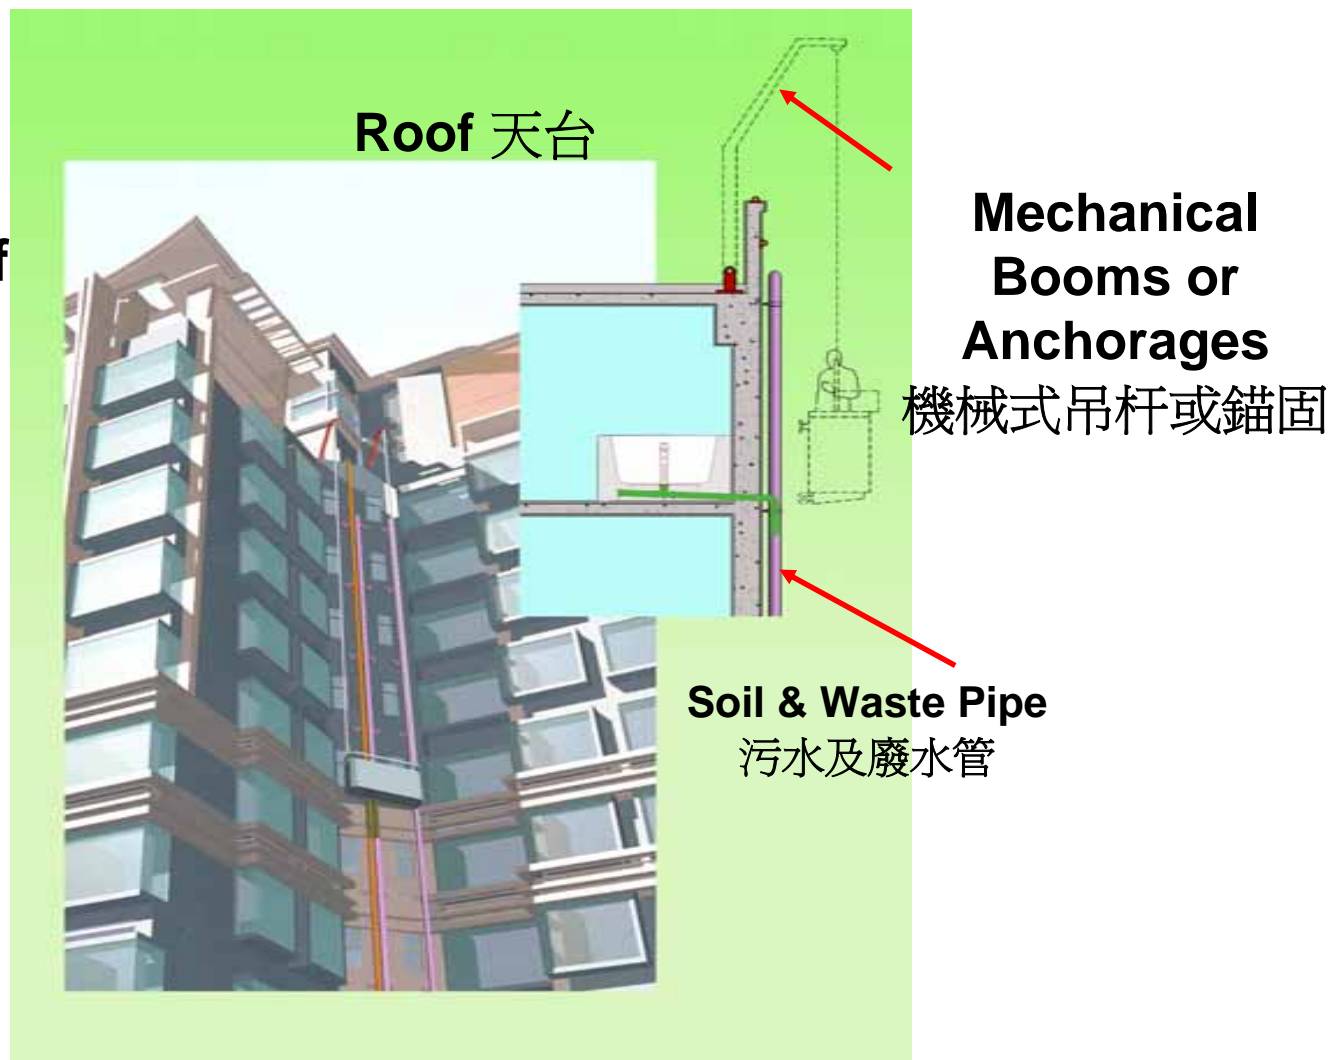 Roof 天台
f
Mechanical
Booms or
Anchorages
機械式吊杆或錨固
Soil & Waste Pipe
污水及廢水管